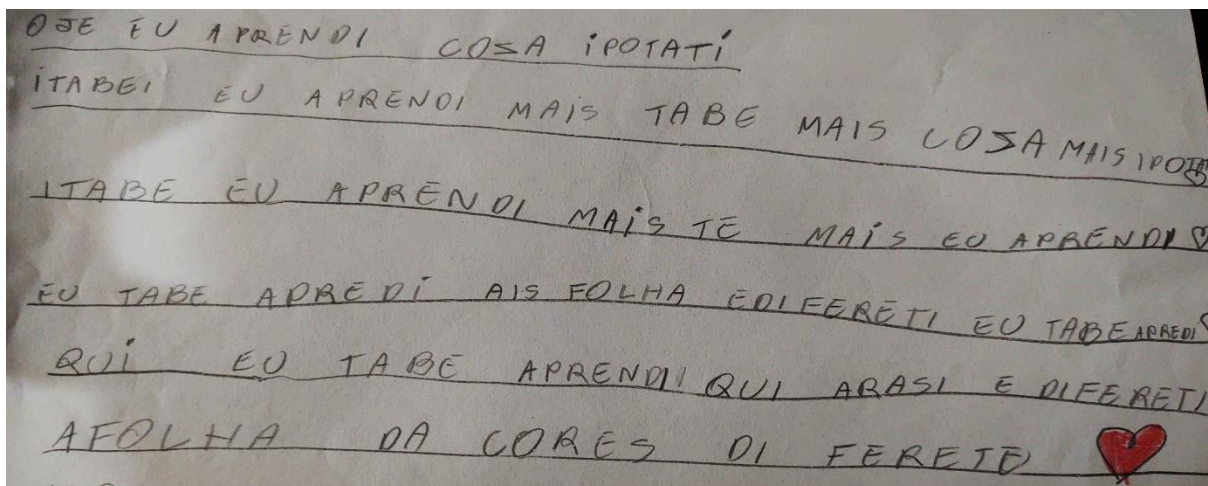 OJE EU APRENDI COSA IPOTATI
ITABEI EU APRENDI MAIS TABE MAIS COSA MAIS
ITABE EU APRENDI MAIS TE MAIS EU APRENDI
EU TABE APREDI AIS FOLHA EDIFERETI EU TABE APREDI
QUI EU TABE APRENDI QUI ARASI E DIFERETI
AFOLHA DA CORES DI FERETE